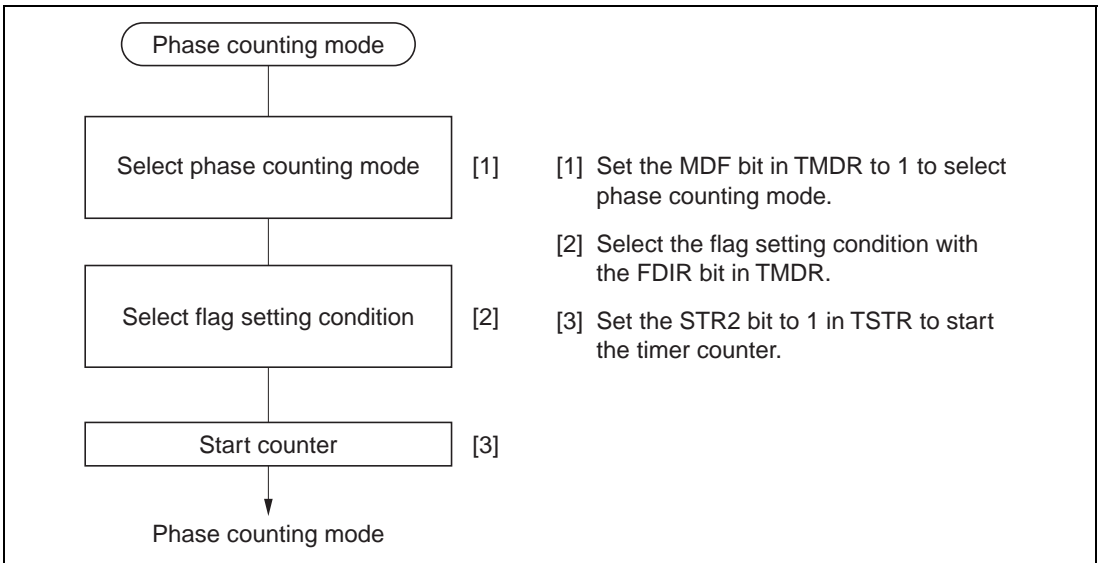 Phase counting mode
Select phase counting mode [1]
Select flag setting condition [2]
Start counter [3]
Phase counting mode
[1] Set the MDF bit in TMDR to 1 to select
phase counting mode.
[2] Select the flag setting condition with
the FDIR bit in TMDR.
[3] Set the STR2 bit to 1 in TSTR to start
the timer counter.